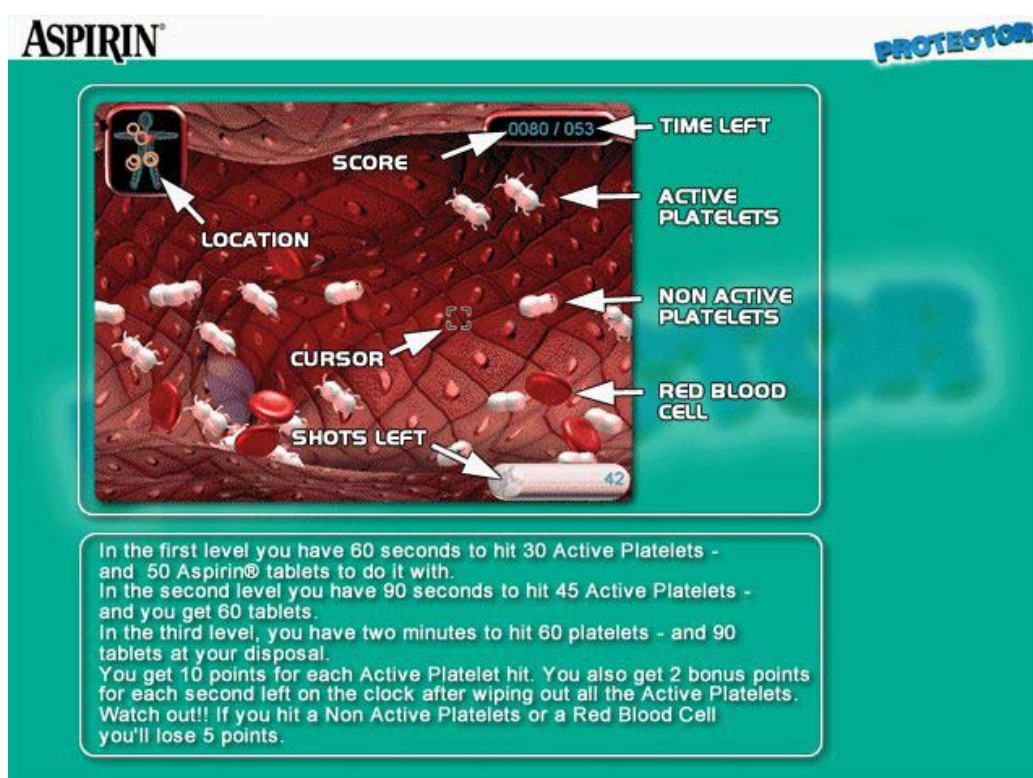 ASPIRIN®
PROTECTOR
0080 / 053
TIME LEFT
SCORE
ACTIVE
PLATELETS
LOCATION
NON ACTIVE
PLATELETS
CURSOR
RED BLOOD
CELL
SHOTS LEFT
42
In the first level you have 60 seconds to hit 30 Active Platelets -
and 50 Aspirin® tablets to do it with.
In the second level you have 90 seconds to hit 45 Active Platelets -
and you get 60 tablets.
In the third level, you have two minutes to hit 60 platelets - and 90
tablets at your disposal.
You get 10 points for each Active Platelet hit. You also get 2 bonus points
for each second left on the clock after wiping out all the Active Platelets.
Watch out!! If you hit a Non Active Platelets or a Red Blood Cell
you'll lose 5 points.